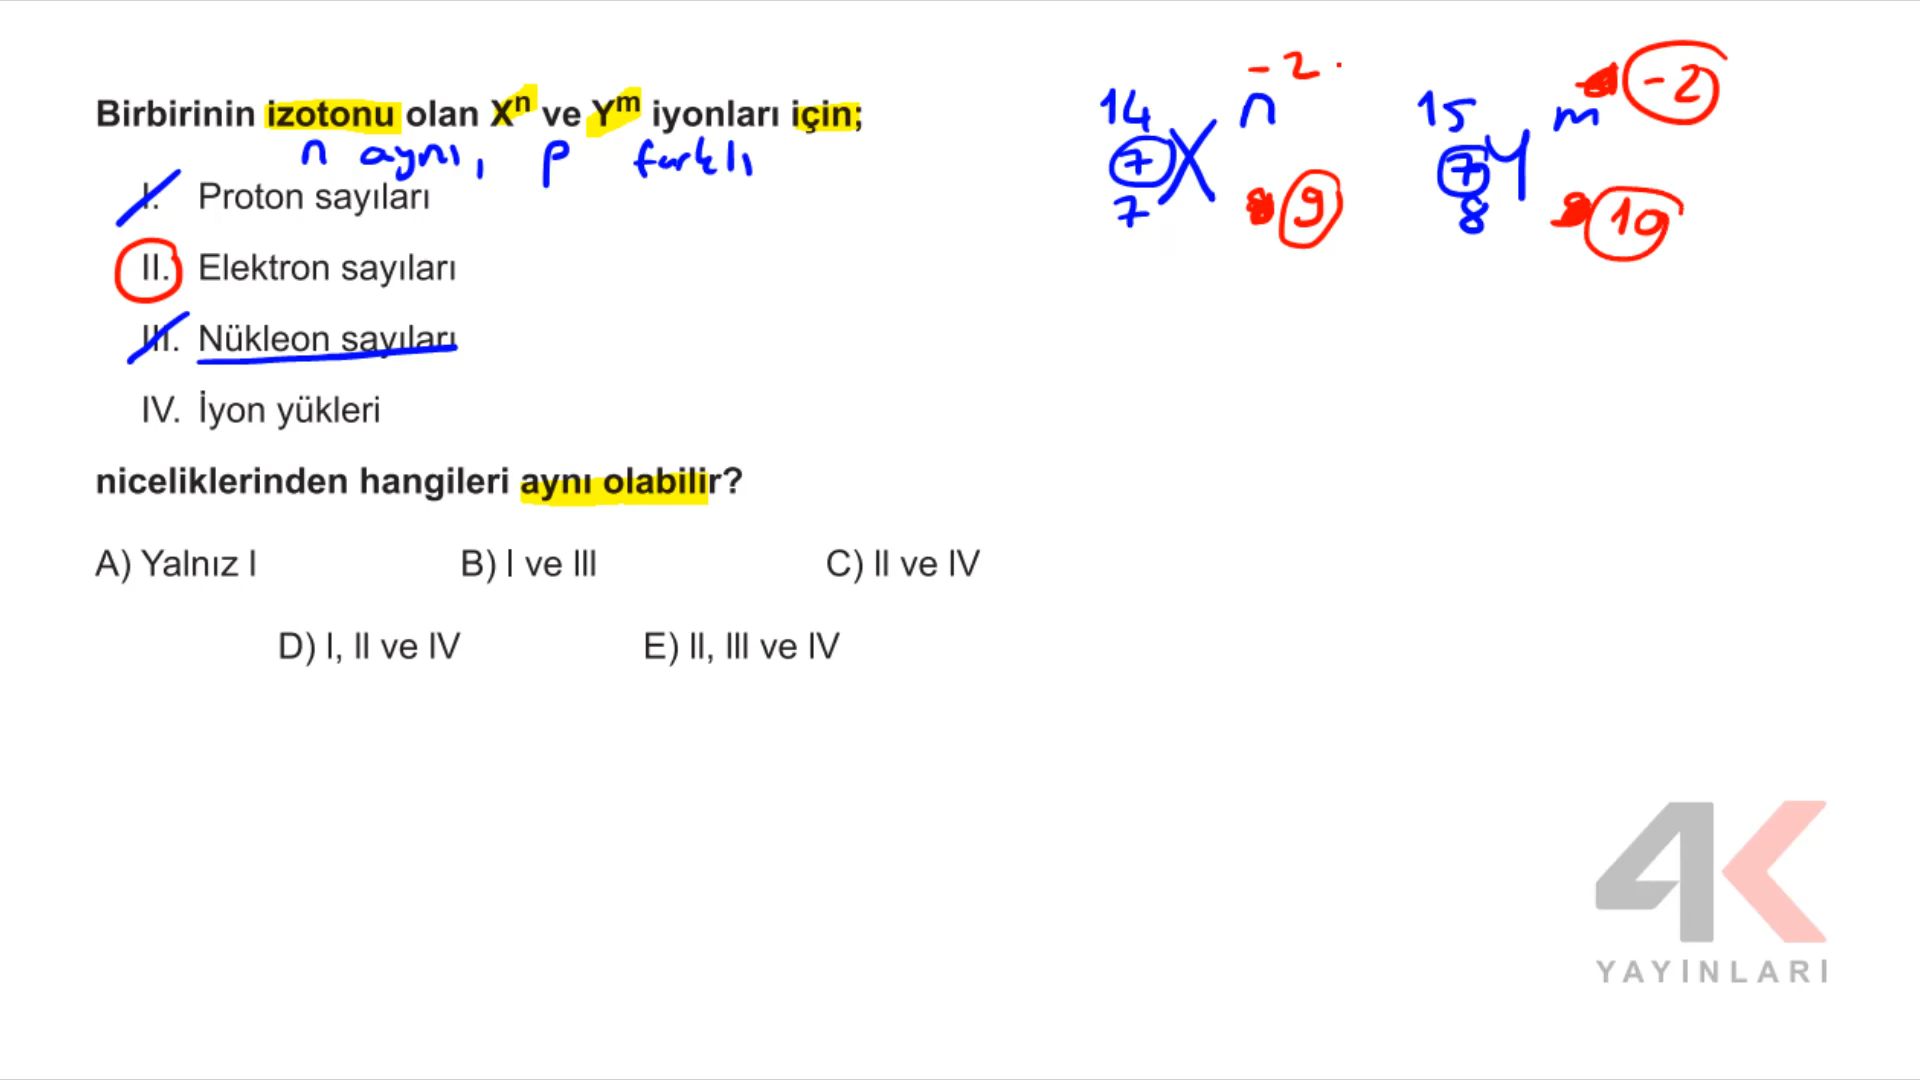 Birbirinin izotonu olan Xⁿ ve Yᵐ iyonları için;
n aynı, p farklı
I. Proton sayıları
II. Elektron sayıları
III. Nükleon sayıları
IV. İyon yükleri
niceliklerinden hangileri aynı olabilir?
A) Yalnız I B) I ve III C) II ve IV
D) I, II ve IV E) II, III ve IV
-2
14 n
7 X
7 9
15 m -2
7 Y
8 10
4K
YAYINLARI